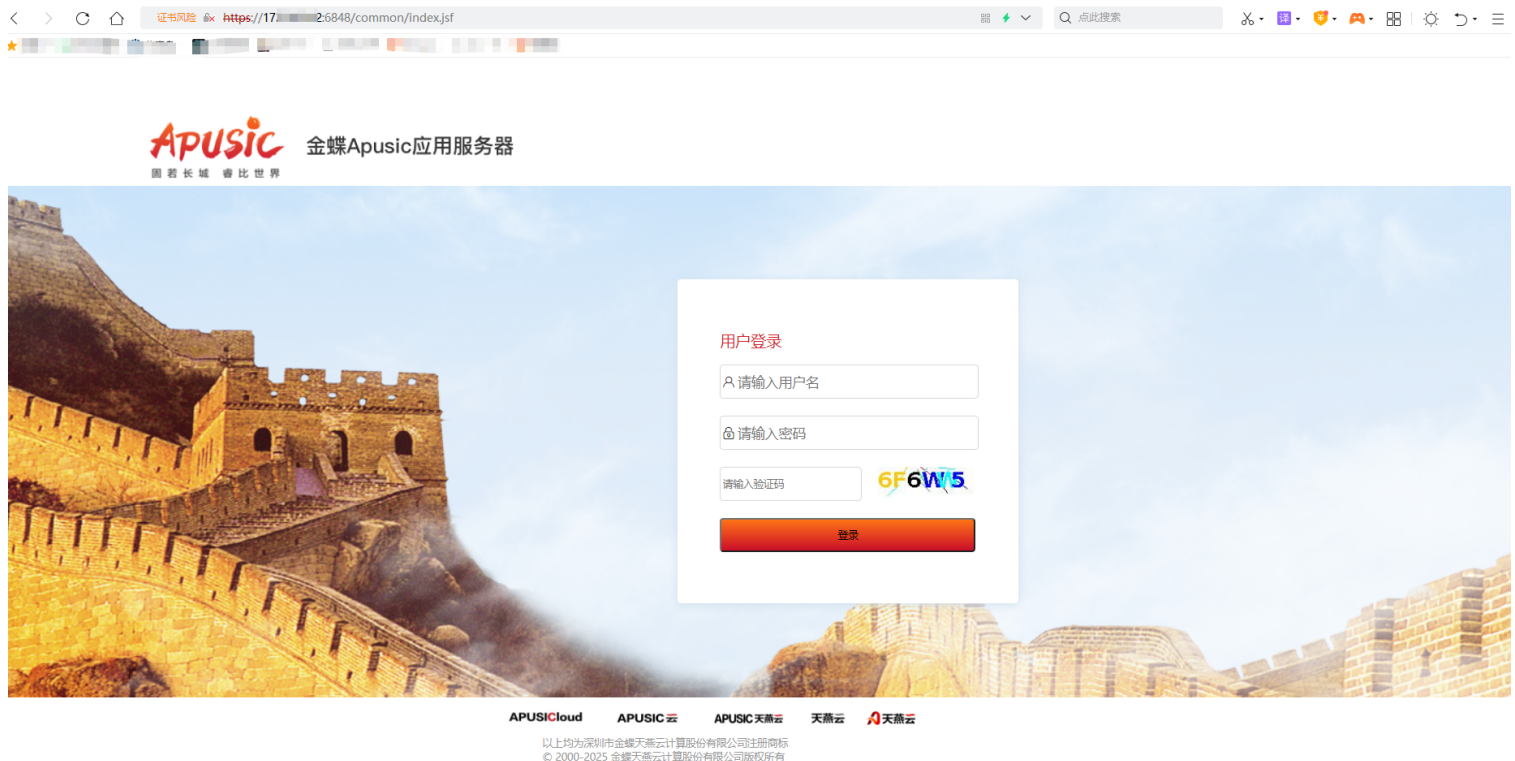 证书风险 https://17. 2:6848/common/index.jsf
点此搜索
译
APUSIC
固若长城 睿比世界
金蝶Apusic应用服务器
用户登录
请输入用户名
请输入密码
请输入验证码
6F6WW5
登录
APUSICloud APUSIC云 APUSIC天燕云 天燕云 天燕云
以上均为深圳市金蝶天燕云计算股份有限公司注册商标
© 2000-2025 金蝶天燕云计算股份有限公司版权所有